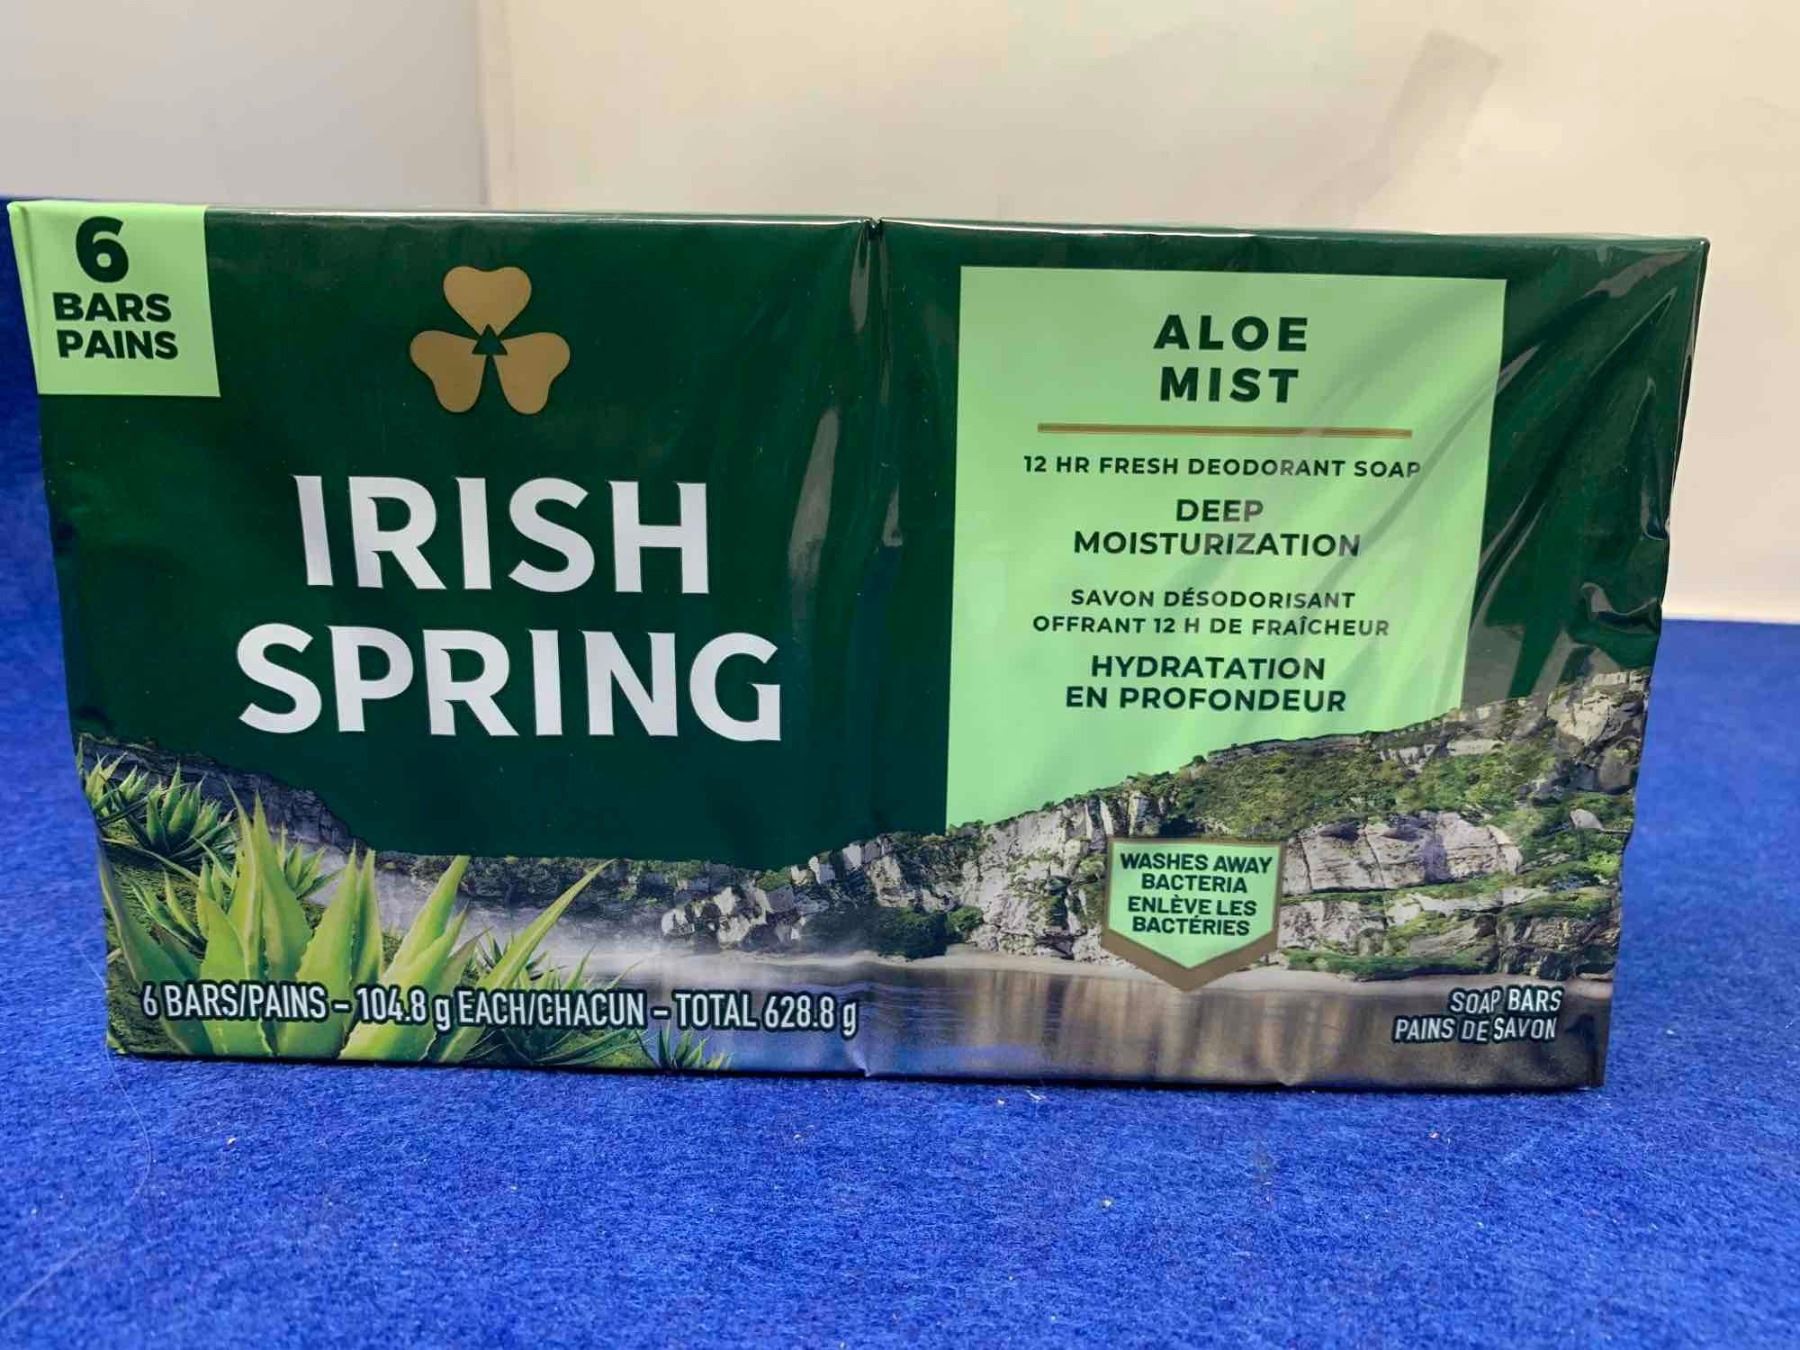 6
BARS
PAINS
IRISH
SPRING
ALOE
MIST
12 HR FRESH DEODORANT SOAP
DEEP
MOISTURIZATION
SAVON DÉSODORISANT
OFFRANT 12 H DE FRAÎCHEUR
HYDRATATION
EN PROFONDEUR
WASHES AWAY
BACTERIA
ENLÈVE LES
BACTÉRIES
6 BARS/PAINS – 104.8 g EACH/CHACUN – TOTAL 628.8 g
SOAP BARS
PAINS DE SAVON